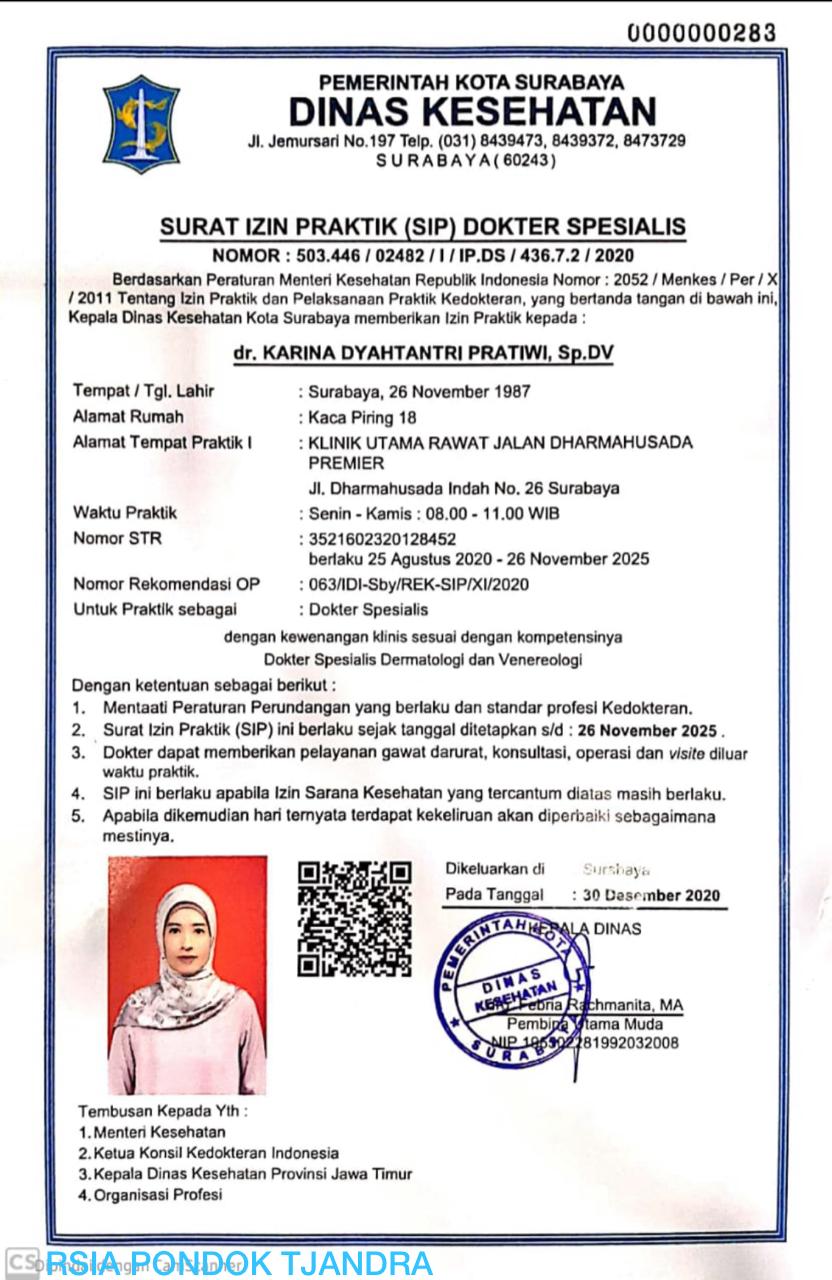 0000000283
PEMERINTAH KOTA SURABAYA
DINAS KESEHATAN
Jl. Jemursari No.197 Telp. (031) 8439473, 8439372, 8473729
SURABAYA (60243)
SURAT IZIN PRAKTIK (SIP) DOKTER SPESIALIS
NOMOR : 503.446 / 02482 / I / IP.DS / 436.7.2 / 2020
Berdasarkan Peraturan Menteri Kesehatan Republik Indonesia Nomor : 2052 / Menkes / Per / X
/ 2011 Tentang Izin Praktik dan Pelaksanaan Praktik Kedokteran, yang bertanda tangan di bawah ini,
Kepala Dinas Kesehatan Kota Surabaya memberikan Izin Praktik kepada :
dr. KARINA DYAHTANTRI PRATIWI, Sp.DV
Tempat / Tgl. Lahir : Surabaya, 26 November 1987
Alamat Rumah : Kaca Piring 18
Alamat Tempat Praktik I : KLINIK UTAMA RAWAT JALAN DHARMAHUSADA
PREMIER
Jl. Dharmahusada Indah No. 26 Surabaya
Waktu Praktik : Senin - Kamis : 08.00 - 11.00 WIB
Nomor STR : 3521602320128452
berlaku 25 Agustus 2020 - 26 November 2025
Nomor Rekomendasi OP : 063/IDI-Sby/REK-SIP/XI/2020
Untuk Praktik sebagai : Dokter Spesialis
dengan kewenangan klinis sesuai dengan kompetensinya
Dokter Spesialis Dermatologi dan Venereologi
Dengan ketentuan sebagai berikut :
1. Mentaati Peraturan Perundangan yang berlaku dan standar profesi Kedokteran.
2. Surat Izin Praktik (SIP) ini berlaku sejak tanggal ditetapkan s/d : 26 November 2025 .
3. Dokter dapat memberikan pelayanan gawat darurat, konsultasi, operasi dan visite diluar
waktu praktik.
4. SIP ini berlaku apabila Izin Sarana Kesehatan yang tercantum diatas masih berlaku.
5. Apabila dikemudian hari ternyata terdapat kekeliruan akan diperbaiki sebagaimana
mestinya.
Dikeluarkan di Surabaya
Pada Tanggal : 30 Desember 2020
KEPALA DINAS
PEMERINTAH KOTA
DINAS
KESEHATAN
SURABAYA
Febria Rachmanita, MA
Pembina Utama Muda
NIP
Tembusan Kepada Yth :
1. Menteri Kesehatan
2. Ketua Konsil Kedokteran Indonesia
3. Kepala Dinas Kesehatan Provinsi Jawa Timur
4. Organisasi Profesi
CS Dipindai dengan CamScanner
RSIA PONDOK TJANDRA